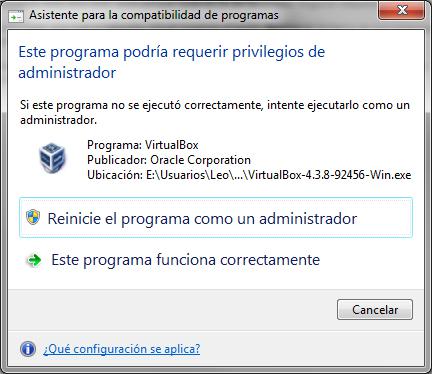 Asistente para la compatibilidad de programas
Este programa podría requerir privilegios de
administrador
Si este programa no se ejecutó correctamente, intente ejecutarlo como un
administrador.
Programa: VirtualBox
Publicador: Oracle Corporation
Ubicación: E:\Usuarios\Leo\...\VirtualBox-4.3.8-92456-Win.exe
Reinicie el programa como un administrador
Este programa funciona correctamente
Cancelar
¿Qué configuración se aplica?